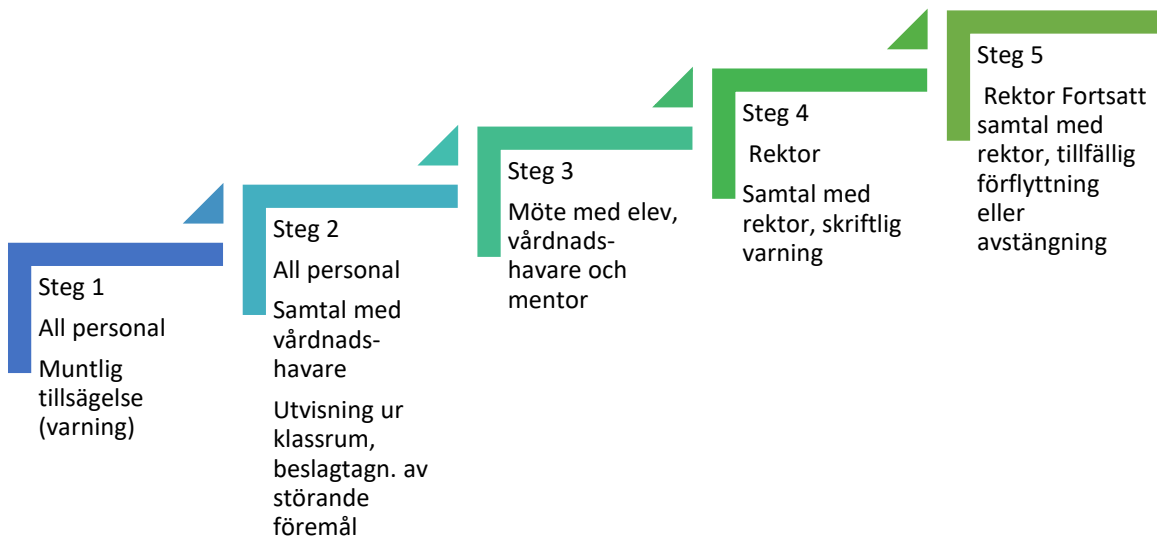 Steg 1
All personal
Muntlig
tillsägelse
(varning)
Steg 2
All personal
Samtal med
vårdnads-
havare
Utvisning ur
klassrum,
beslagtagn. av
störande
föremål
Steg 3
Möte med elev,
vårdnads-
havare och
mentor
Steg 4
Rektor
Samtal med
rektor, skriftlig
varning
Steg 5
Rektor Fortsatt
samtal med
rektor, tillfällig
förflyttning
eller
avstängning